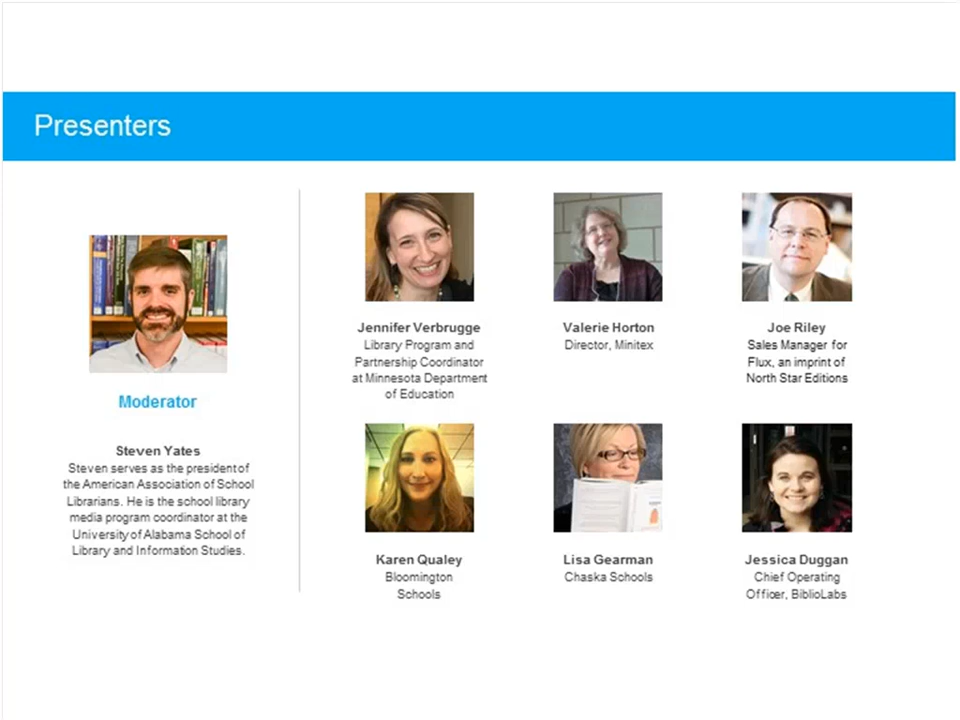 Presenters
Moderator
Steven Yates
Steven serves as the president of
the American Association of School
Librarians. He is the school library
media program coordinator at the
University of Alabama School of
Library and Information Studies.
Jennifer Verbrugge
Library Program and
Partnership Coordinator
at Minnesota Department
of Education
Valerie Horton
Director, Minitex
Joe Riley
Sales Manager for
Flux, an imprint of
North Star Editions
Karen Qualey
Bloomington
Schools
Lisa Gearman
Chaska Schools
Jessica Duggan
Chief Operating
Officer, BiblioLabs